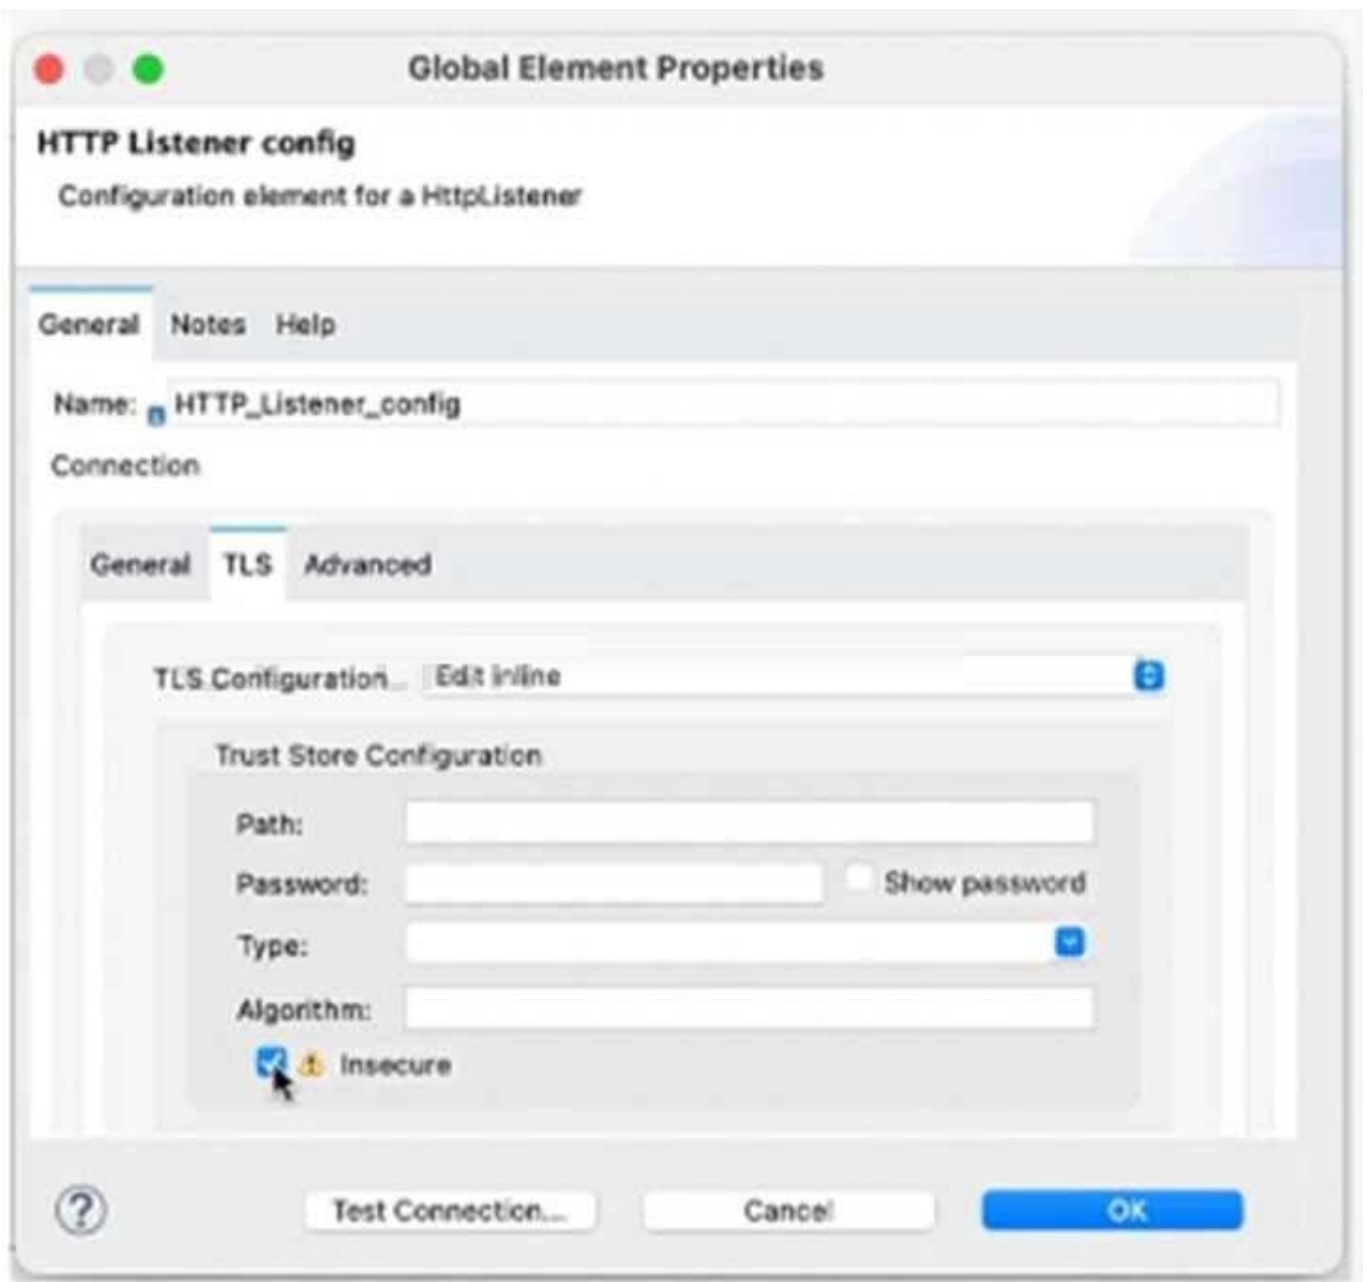 Global Element Properties
HTTP Listener config
Configuration element for a HttpListener
General Notes Help
Name: HTTP_Listener_config
Connection
General TLS Advanced
TLS Configuration Edit inline
Trust Store Configuration
Path:
Password: Show password
Type:
Algorithm:
Insecure
? Test Connection... Cancel OK